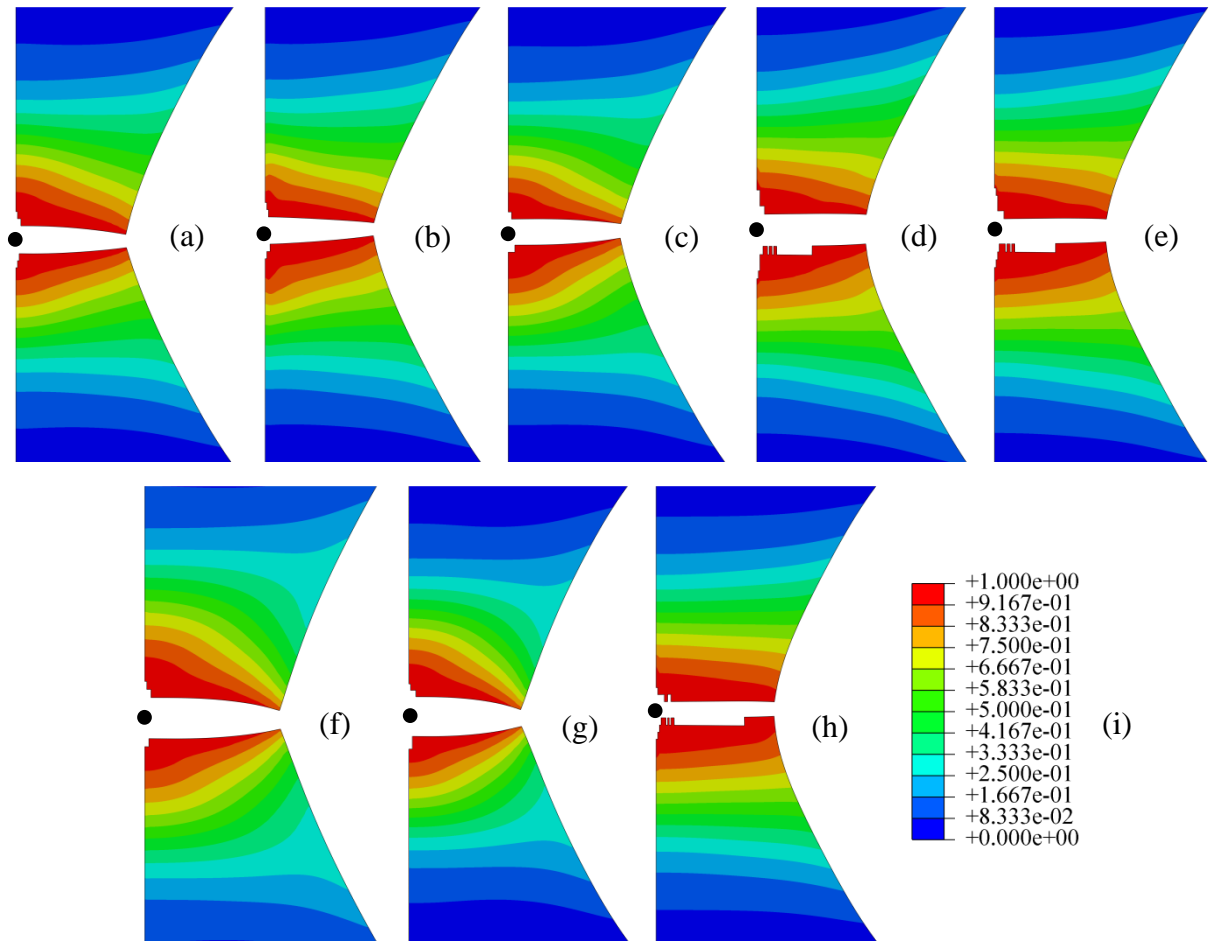 (a)
(b)
(c)
(d)
(e)
(f)
(g)
(h)
+1.000e+00
+9.167e-01
+8.333e-01
+7.500e-01
+6.667e-01
+5.833e-01
+5.000e-01
+4.167e-01
+3.333e-01
+2.500e-01
+1.667e-01
+8.333e-02
+0.000e+00
(i)